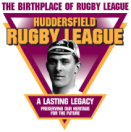 THE BIRTHPLACE OF RUGBY LEAGUE
HUDDERSFIELD
RUGBY LEAGUE
A LASTING LEGACY
PRESERVING OUR HERITAGE
FOR THE FUTURE